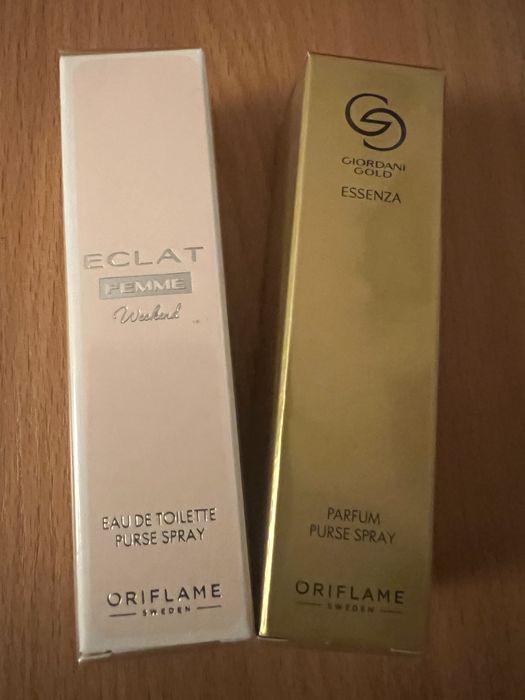 ECLAT
FEMME
Weekend
EAU DE TOILETTE
PURSE SPRAY
ORIFLAME
SWEDEN
GIORDANI
GOLD
ESSENZA
PARFUM
PURSE SPRAY
ORIFLAME
SWEDEN